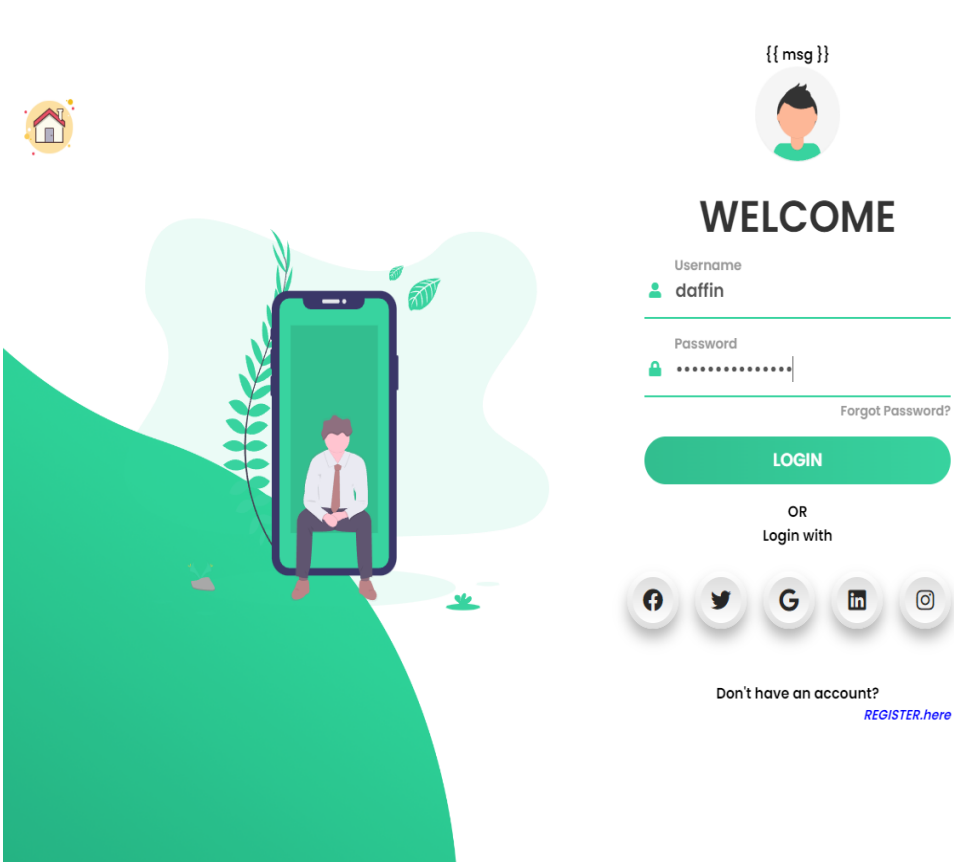 {{ msg }}
WELCOME
Username
daffin
Password
•••••••••••••••
Forgot Password?
LOGIN
OR
Login with
Don't have an account?
REGISTER.here